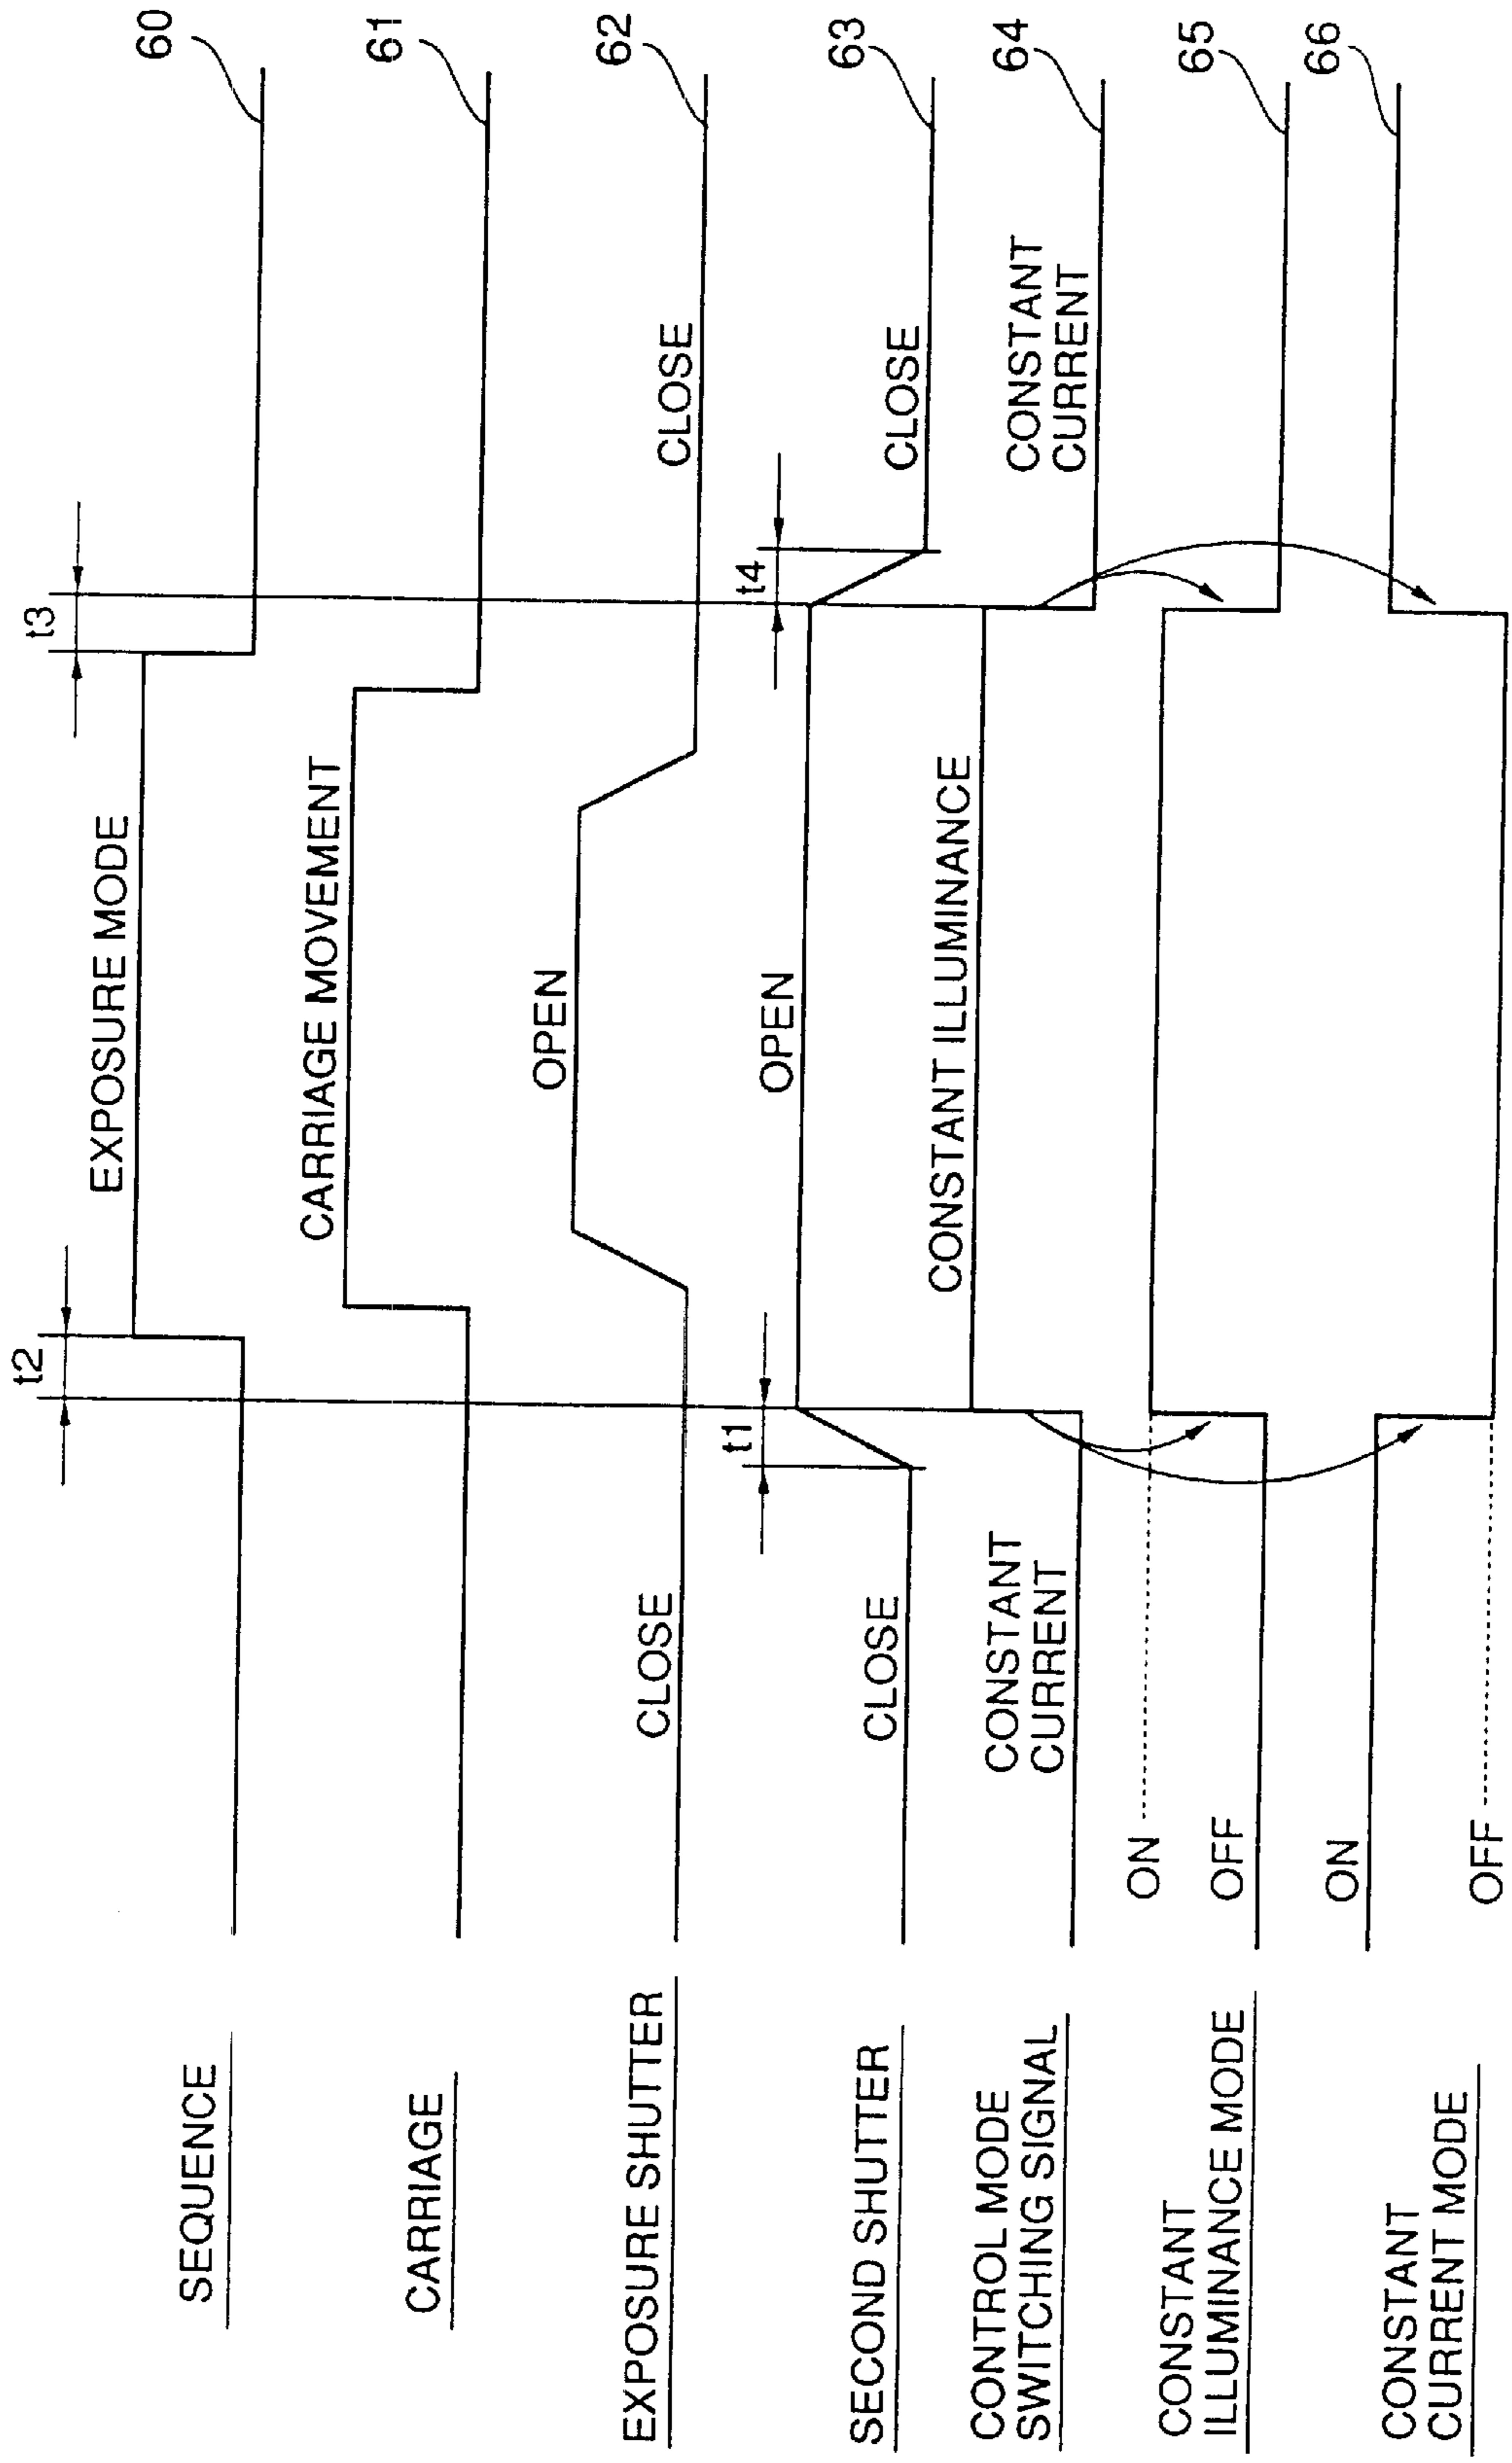 t2
t3
SEQUENCE
EXPOSURE MODE
60
CARRIAGE
CARRIAGE MOVEMENT
61
EXPOSURE SHUTTER
CLOSE
OPEN
CLOSE
62
t1
t4
SECOND SHUTTER
CLOSE
OPEN
CLOSE
63
CONTROL MODE
SWITCHING SIGNAL
CONSTANT
CURRENT
CONSTANT ILLUMINANCE
CONSTANT
CURRENT
64
CONSTANT
ILLUMINANCE MODE
ON
OFF
65
CONSTANT
CURRENT MODE
ON
OFF
66